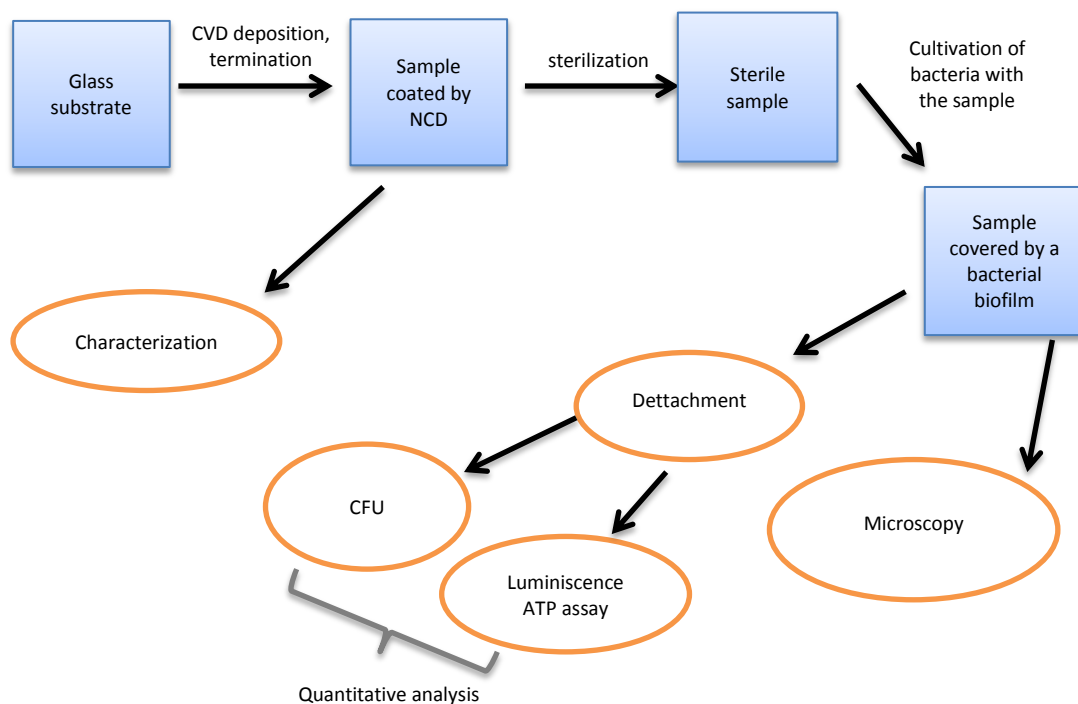 Glass
substrate
CVD deposition,
termination
Sample
coated by
NCD
sterilization
Sterile
sample
Cultivation of
bacteria with
the sample
Sample
covered by a
bacterial
biofilm
Characterization
Dettachment
CFU
Luminiscence
ATP assay
Microscopy
Quantitative analysis